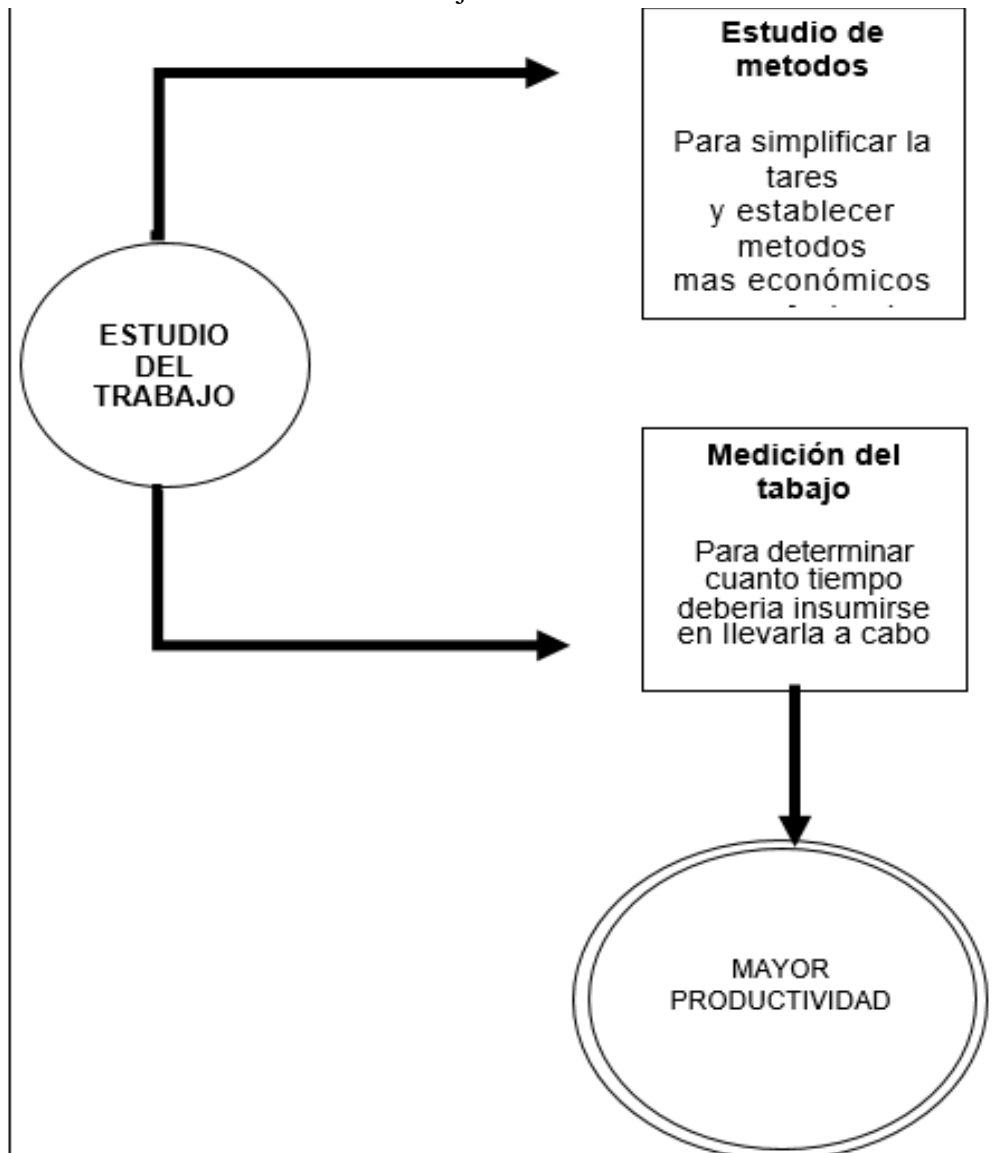 Estudio de
metodos
Para simplificar la
tares
y establecer
metodos
mas económicos
ESTUDIO
DEL
TRABAJO
Medición del
tabajo
Para deterrninar
cuanto tiempo
deberia insumirse
en llevarla a cabo
MAYOR
PRODUCTIVIDAD